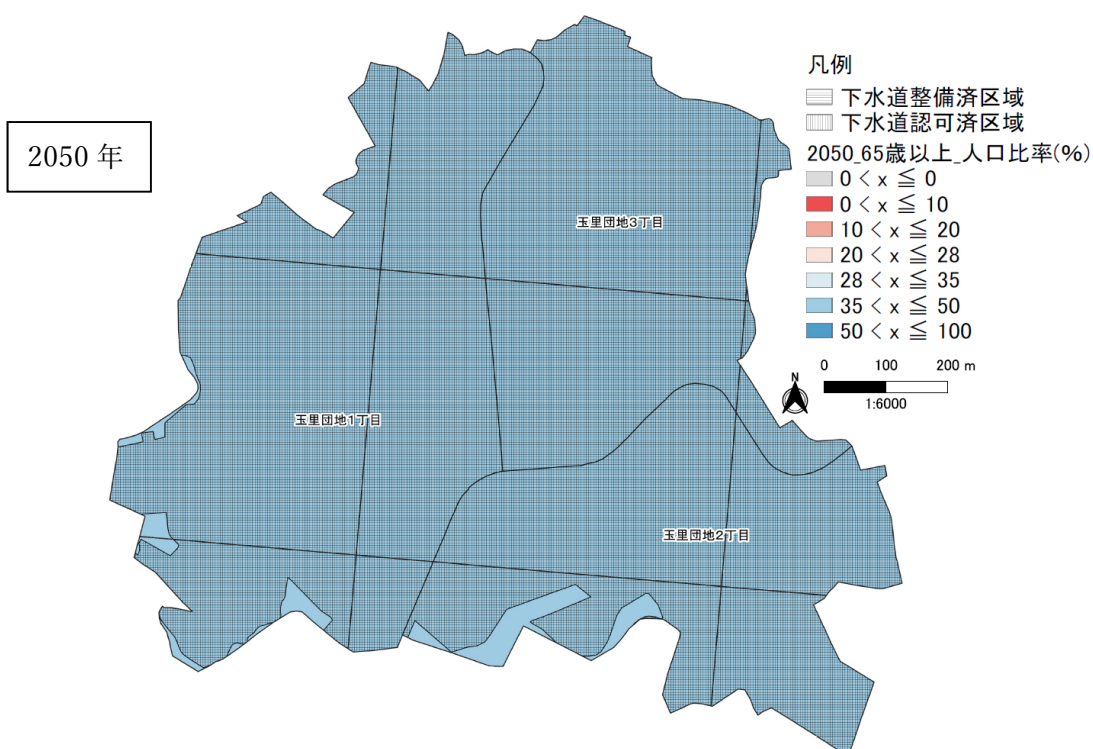 2050 年
凡例
下水道整備済区域
下水道認可済区域
2050_65歳以上_人口比率(%)
0 < x ≦ 0
0 < x ≦ 10
10 < x ≦ 20
20 < x ≦ 28
28 < x ≦ 35
35 < x ≦ 50
50 < x ≦ 100
0 100 200 m
N
1:6000
玉里団地3丁目
玉里団地1丁目
玉里団地2丁目